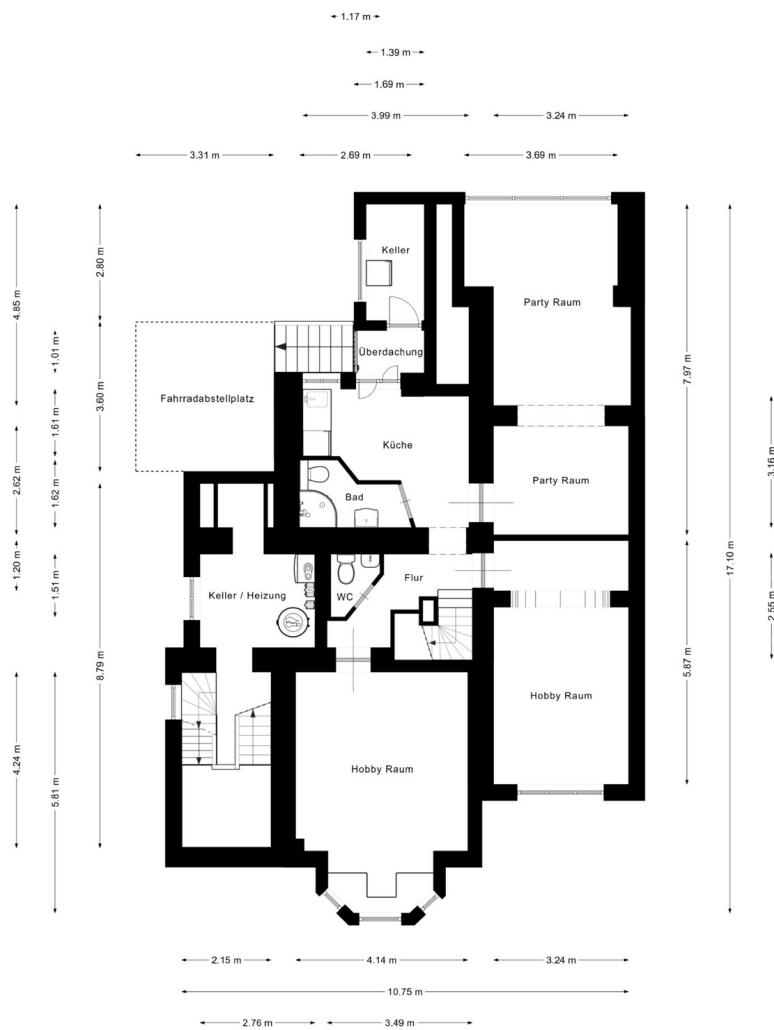 1.17 m
1.39 m
1.69 m
3.99 m
3.24 m
3.31 m
2.69 m
3.69 m
4.85 m
2.80 m
1.01 m
3.60 m
1.61 m
2.62 m
1.62 m
1.20 m
1.51 m
8.79 m
4.24 m
5.81 m
7.97 m
3.16 m
17.10 m
2.55 m
5.87 m
Keller
Party Raum
Überdachung
Fahrradabstellplatz
Küche
Party Raum
Bad
Flur
Keller / Heizung
WC
Hobby Raum
Hobby Raum
2.15 m
4.14 m
3.24 m
10.75 m
2.76 m
3.49 m